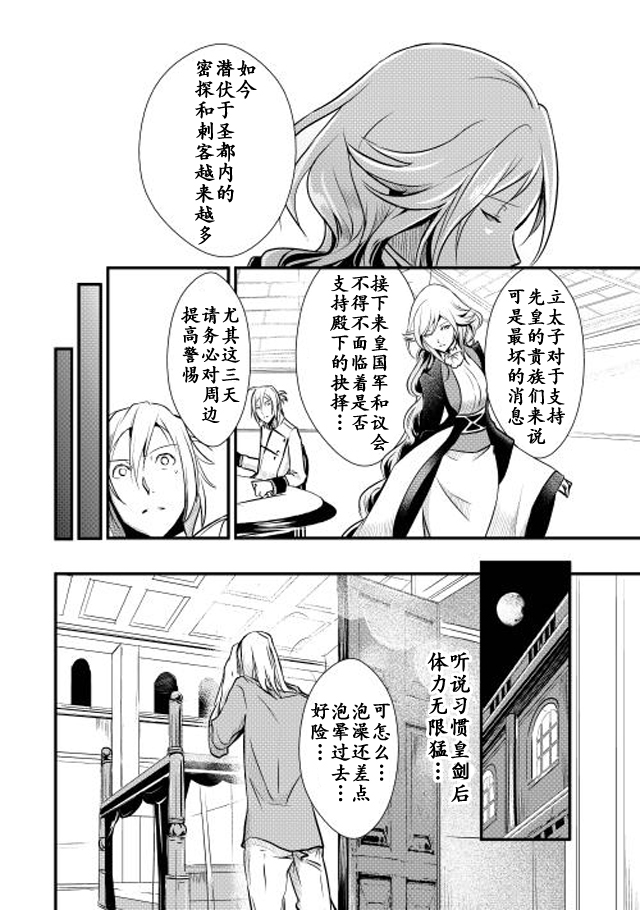 如今
潜伏于圣都内的
密探和刺客越来越多
立太子对于支持
先皇的贵族们来说
可是最坏的消息
接下来皇国军和议会
不得不面临着是否
支持殿下的抉择…
尤其这三天
请务必对周边
提高警惕
听说习惯皇剑后
体力无限猛…
可怎么…
泡澡还差点
泡晕过去…
好险…